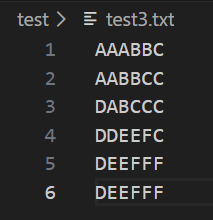 test > test3.txt
1 AAABBC
2 AABBCC
3 DABCCC
4 DDEEFC
5 DEEFFF
6 DEEFFF